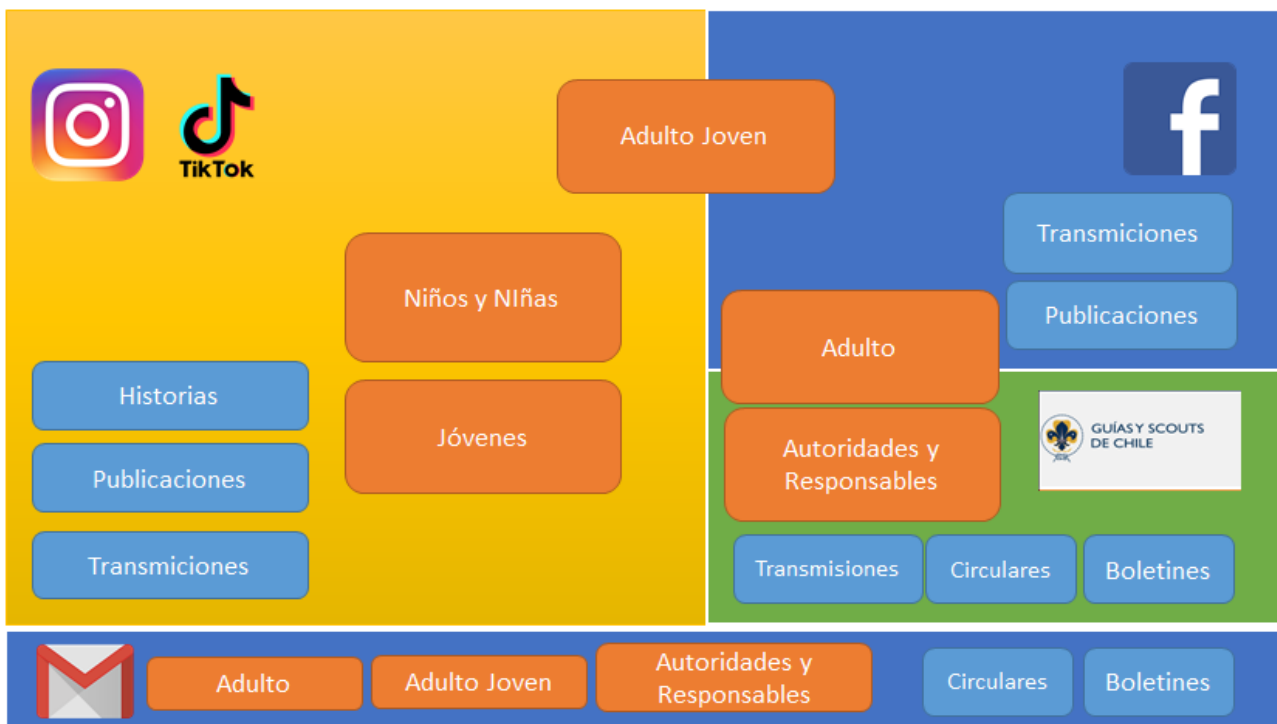 TikTok
Adulto Joven
Niños y NIñas
Jóvenes
Historias
Publicaciones
Transmiciones
Transmiciones
Publicaciones
Adulto
Autoridades y
Responsables
GUÍAS Y SCOUTS
DE CHILE
Transmisiones
Circulares
Boletines
Adulto
Adulto Joven
Autoridades y
Responsables
Circulares
Boletines